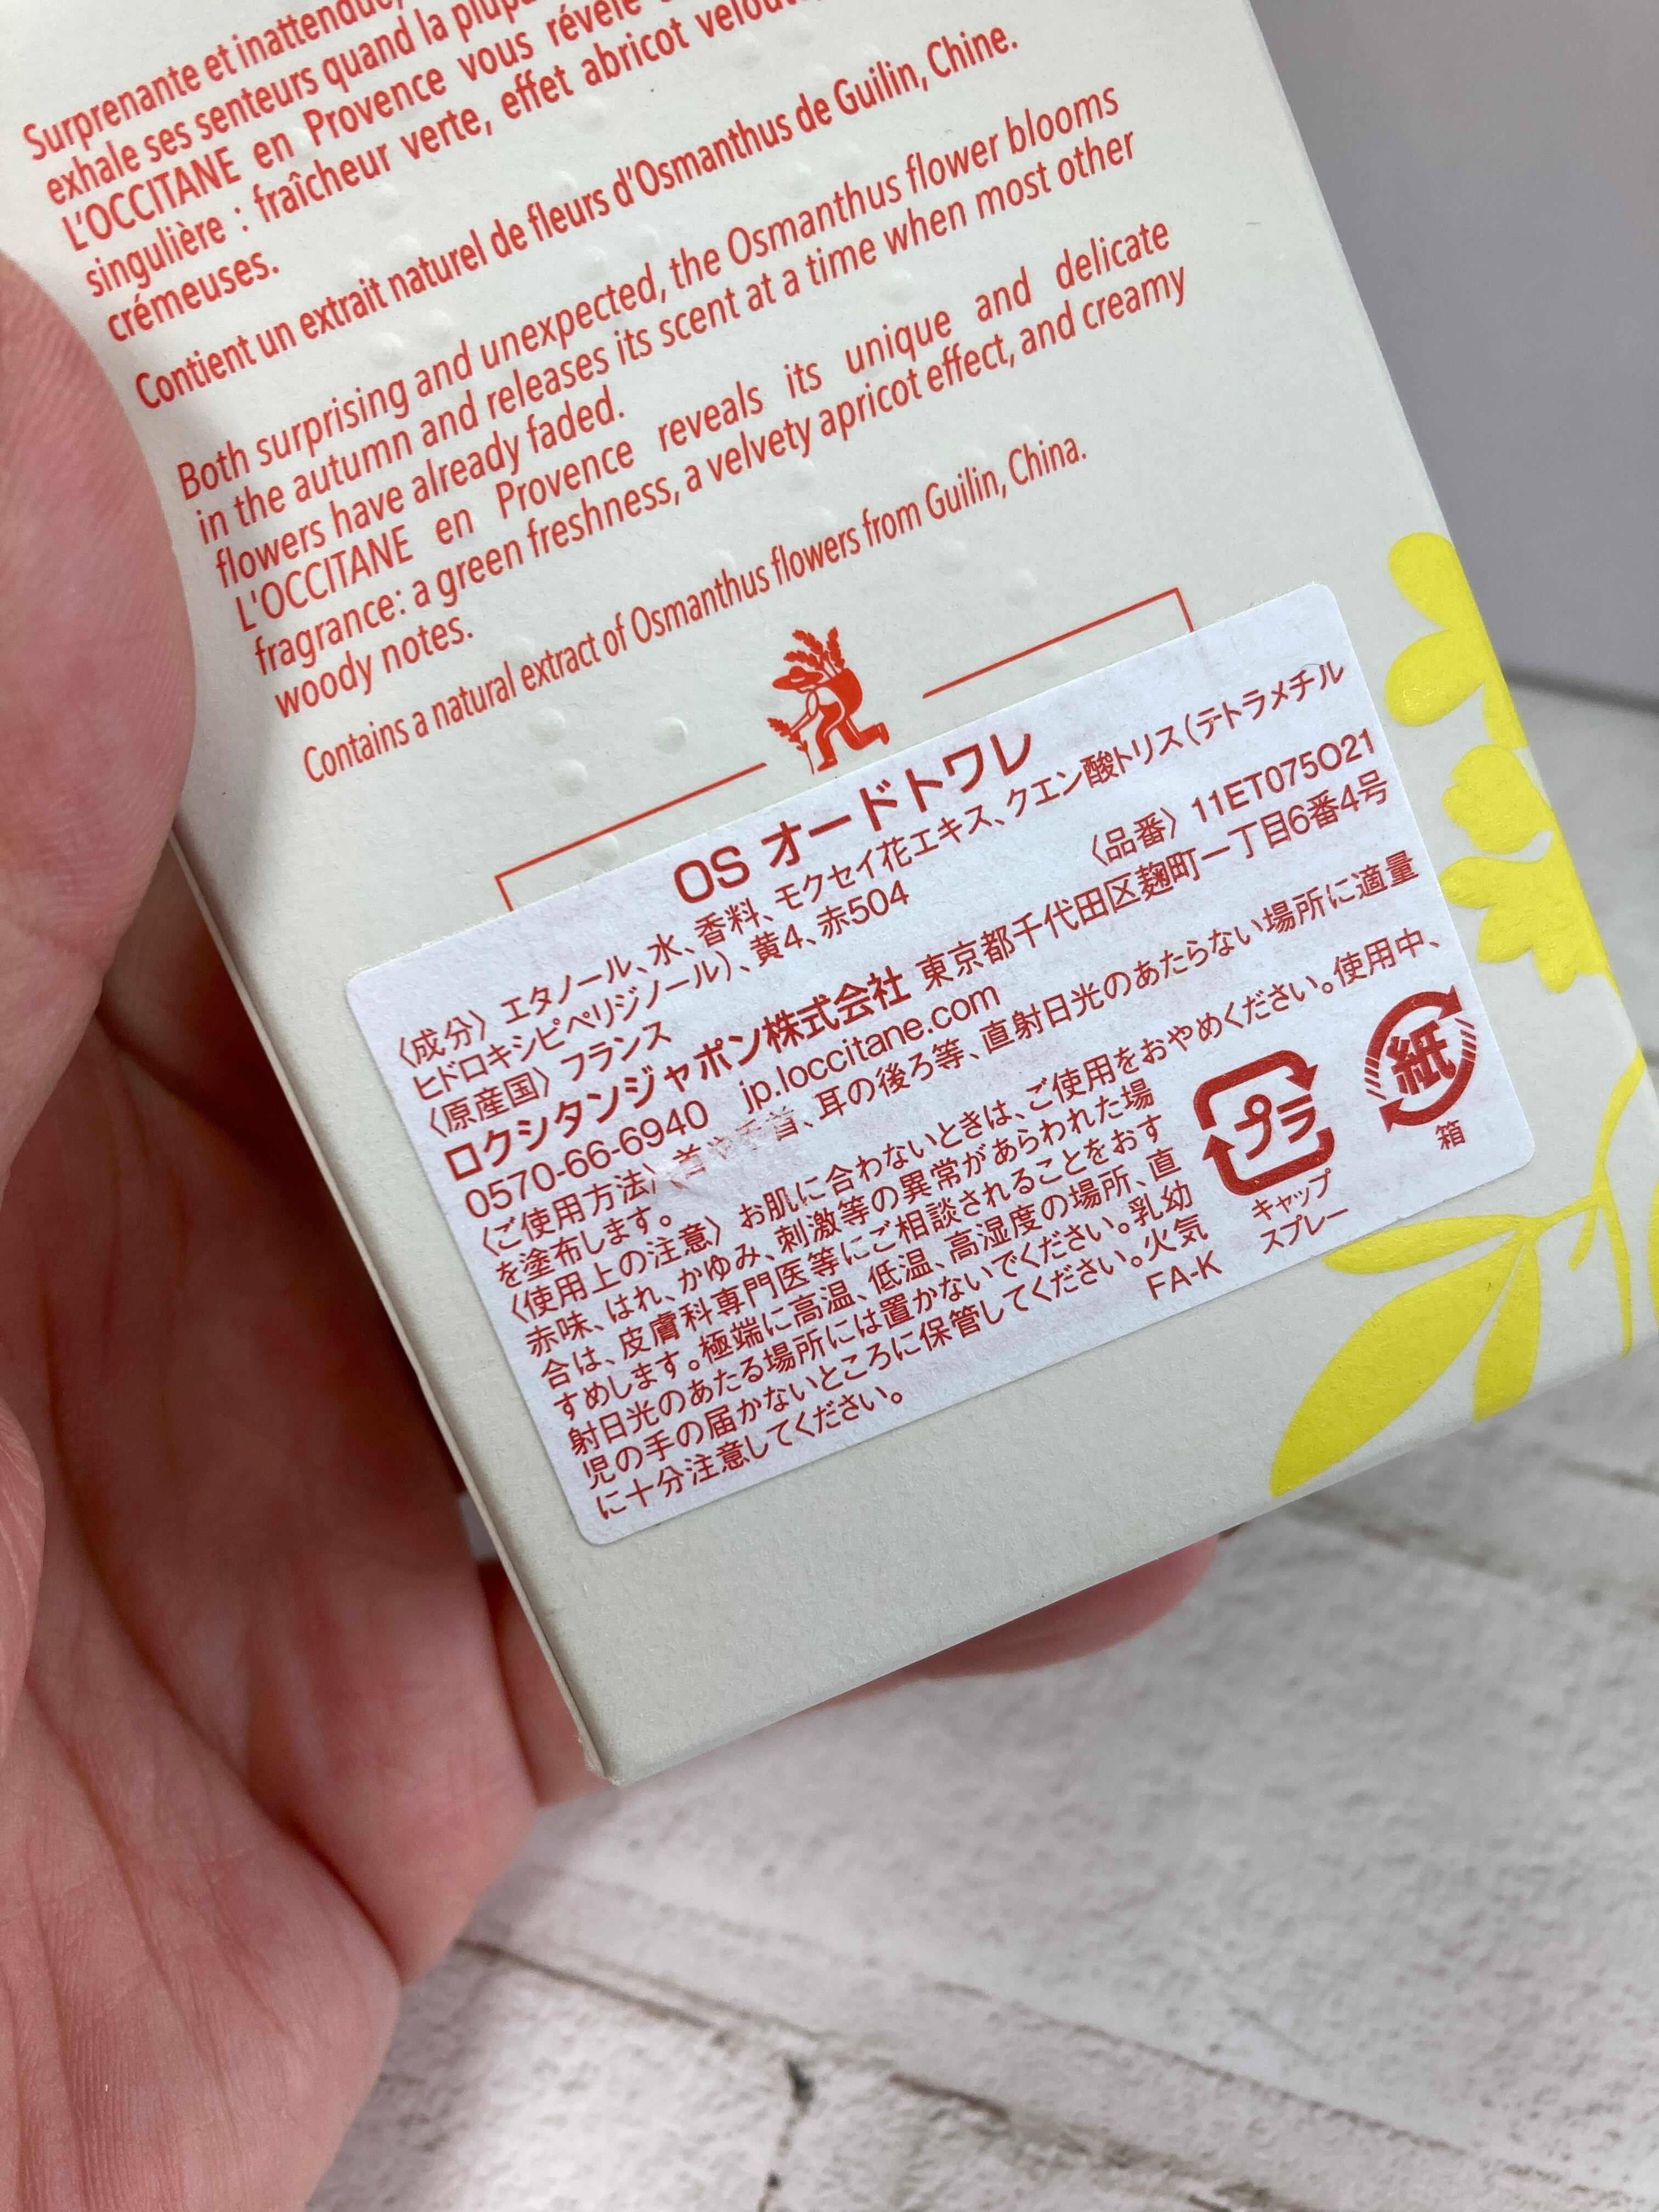 Surprenante et inattendue,
exhale ses senteurs quand la
L'OCCITANE en Provence vous révèle
singulière : fraîcheur verte, effet abricot
crémeuses.
Contient un extrait naturel de fleurs d'Osmanthus de Guilin, Chine.
Both surprising and unexpected, the Osmanthus flower blooms
in the autumn and releases its scent at a time when most other
flowers have already faded.
L'OCCITANE en Provence reveals its unique and delicate
fragrance: a green freshness, a velvety apricot effect, and creamy
woody notes.
Contains a natural extract of Osmanthus flowers from Guilin, China.
OS オードトワレ
〈成分〉 エタノール、水、香料、モクセイ花エキス、クエン酸トリス(テトラメチル
ヒドロキシピペリジノール)、黄4、赤504
〈原産国〉 フランス 〈品番〉 11ET075O21
ロクシタンジャポン株式会社 東京都千代田区麹町一丁目6番4号
0570-66-6940 jp.loccitane.com
〈ご使用方法〉 首や手首、耳の後ろ等、直射日光のあたらない場所に適量
を塗布します。
〈使用上の注意〉 お肌に合わないときは、ご使用をおやめください。使用中、
赤味、はれ、かゆみ、刺激等の異常があらわれた場
合は、皮膚科専門医等にご相談されることをおす
すめします。極端に高温、低温、高湿度の場所、直
射日光のあたる場所には置かないでください。乳幼
児の手の届かないところに保管してください。火気
に十分注意してください。
FA-K
プラ
キャップ
スプレー
紙
箱